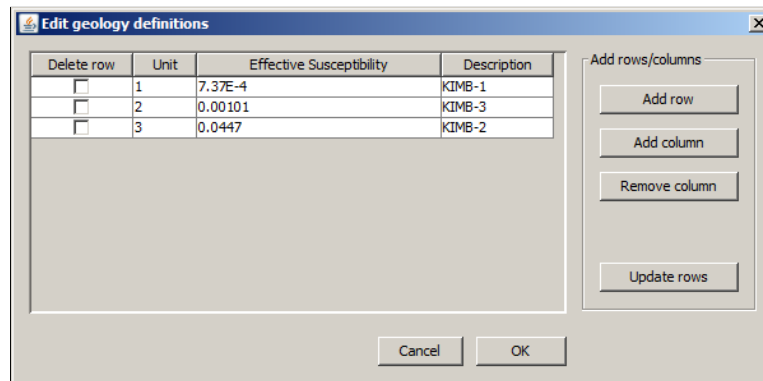 Edit geology definitions
Delete row Unit Effective Susceptibility Description
1 7.37E-4 KIMB-1
2 0.00101 KIMB-3
3 0.0447 KIMB-2
Add rows/columns
Add row
Add column
Remove column
Update rows
Cancel OK